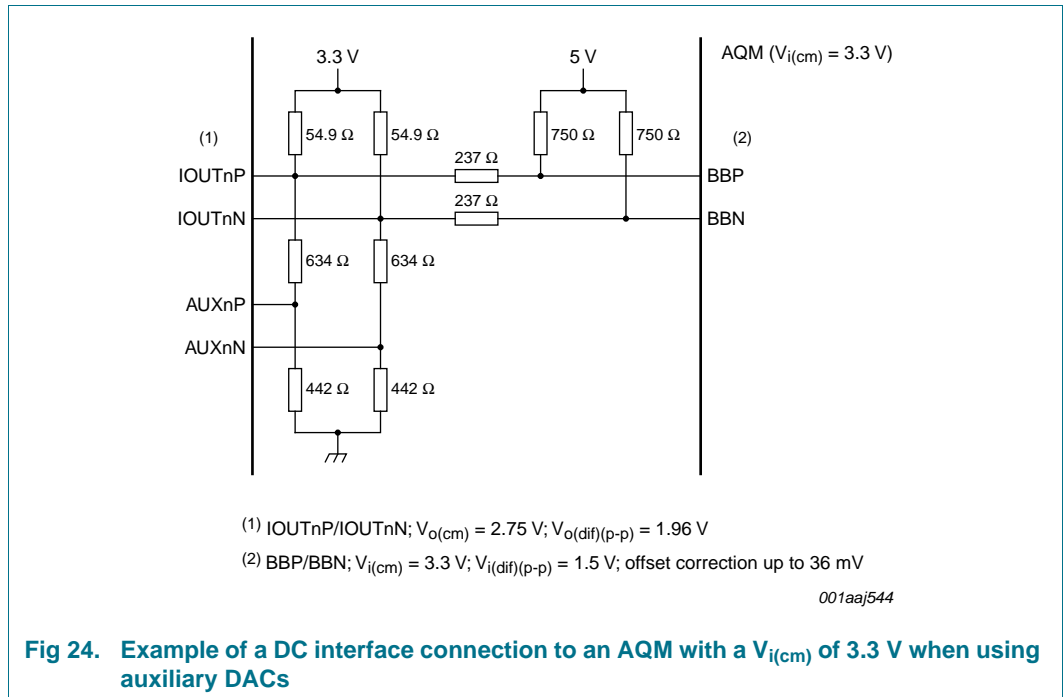 3.3 V
5 V
AQM (Vi(cm) = 3.3 V)
(1)
54.9 Ω
54.9 Ω
750 Ω
750 Ω
(2)
237 Ω
IOUTnP
BBP
237 Ω
IOUTnN
BBN
634 Ω
634 Ω
AUXnP
AUXnN
442 Ω
442 Ω
(1) IOUTnP/IOUTnN; Vo(cm) = 2.75 V; Vo(dif)(p-p) = 1.96 V
(2) BBP/BBN; Vi(cm) = 3.3 V; Vi(dif)(p-p) = 1.5 V; offset correction up to 36 mV
001aaj544
Fig 24. Example of a DC interface connection to an AQM with a Vi(cm) of 3.3 V when using
auxiliary DACs